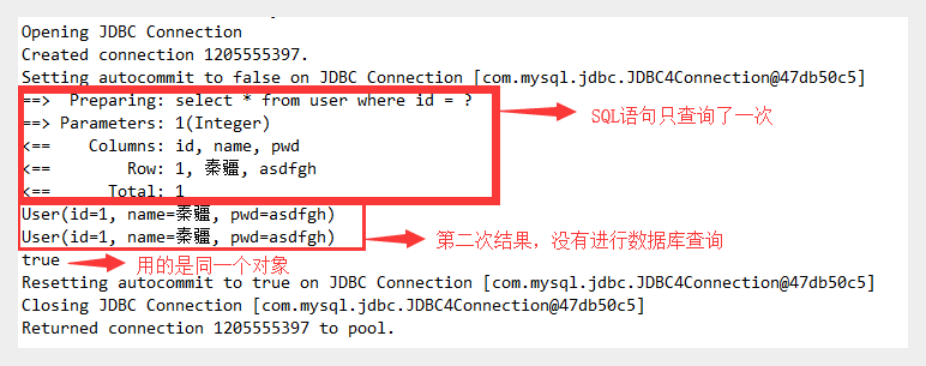 Opening JDBC Connection
Created connection 1205555397.
Setting autocommit to false on JDBC Connection [com.mysql.jdbc.JDBC4Connection@47db50c5]
==>  Preparing: select * from user where id = ?
==> Parameters: 1(Integer)
SQL语句只查询了一次
<==    Columns: id, name, pwd
<==        Row: 1, 秦疆, asdfgh
<==      Total: 1
User(id=1, name=秦疆, pwd=asdfgh)
User(id=1, name=秦疆, pwd=asdfgh)
第二次结果，没有进行数据库查询
true
用的是同一个对象
Resetting autocommit to true on JDBC Connection [com.mysql.jdbc.JDBC4Connection@47db50c5]
Closing JDBC Connection [com.mysql.jdbc.JDBC4Connection@47db50c5]
Returned connection 1205555397 to pool.